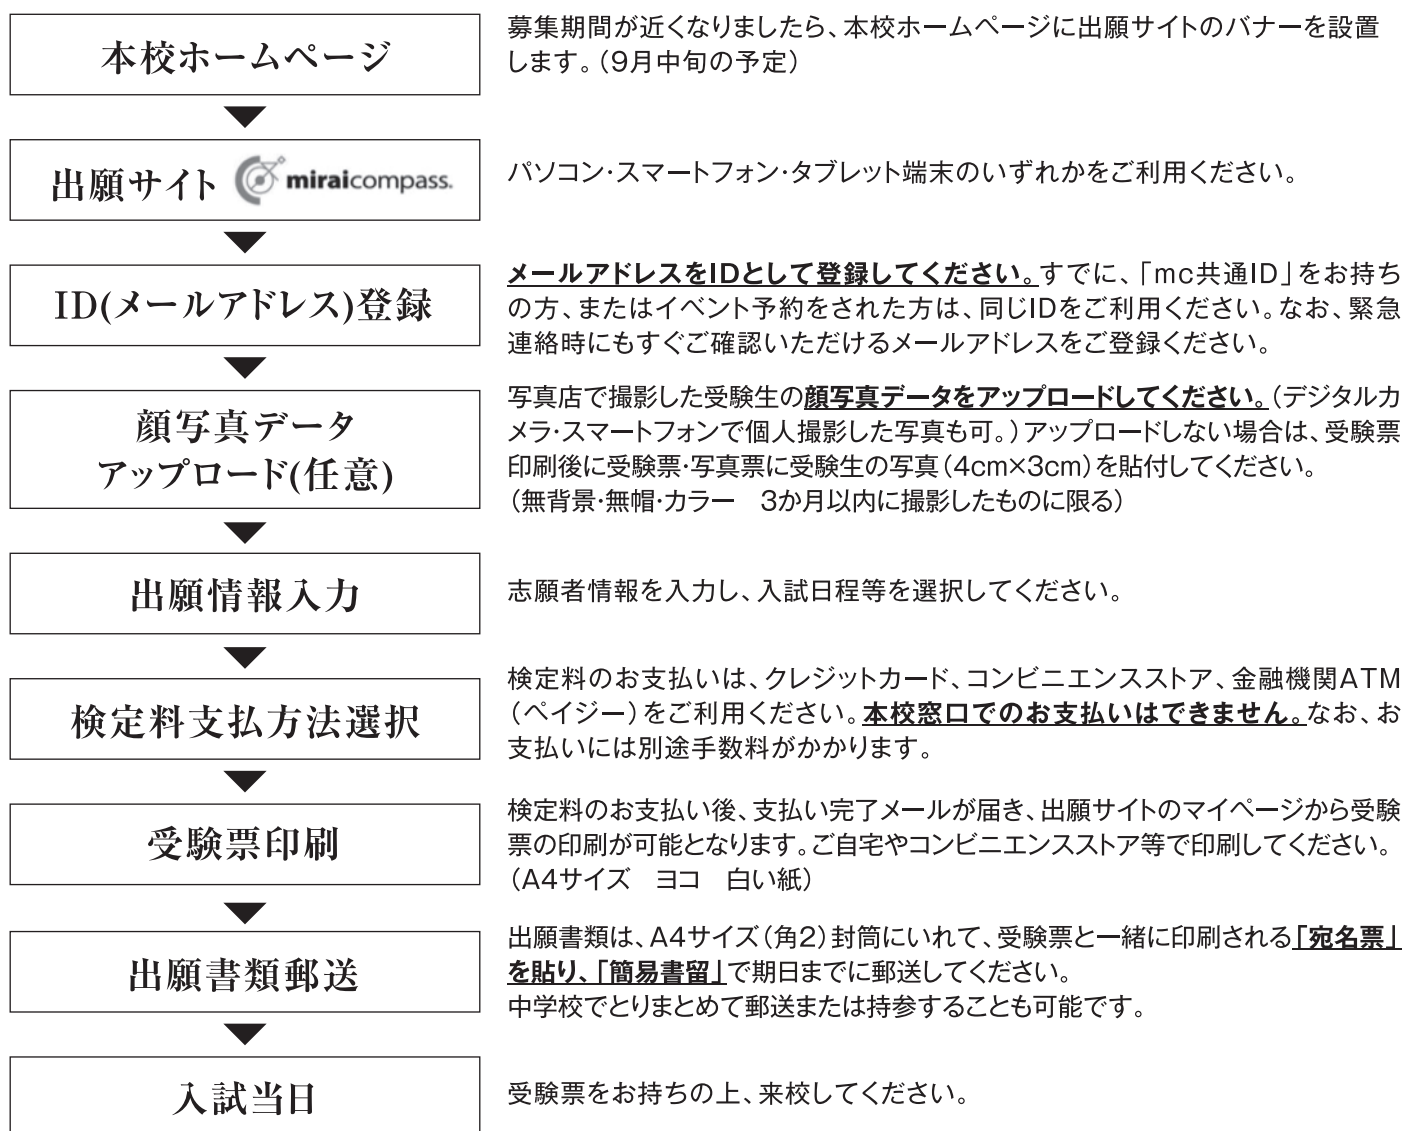 本校ホームページ
募集期間が近くなりましたら、本校ホームページに出願サイトのバナーを設置
します。（9月中旬の予定）
出願サイト miraicompass.
パソコン・スマートフォン・タブレット端末のいずれかをご利用ください。
ID(メールアドレス)登録
メールアドレスをIDとして登録してください。すでに、「mc共通ID」をお持ち
の方、またはイベント予約をされた方は、同じIDをご利用ください。なお、緊急
連絡時にもすぐご確認いただけるメールアドレスをご登録ください。
顔写真データ
アップロード(任意)
写真店で撮影した受験生の顔写真データをアップロードしてください。（デジタルカ
メラ・スマートフォンで個人撮影した写真も可。）アップロードしない場合は、受験票
印刷後に受験票・写真票に受験生の写真（4cm×3cm）を貼付してください。
（無背景・無帽・カラー　3か月以内に撮影したものに限る）
出願情報入力
志願者情報を入力し、入試日程等を選択してください。
検定料支払方法選択
検定料のお支払いは、クレジットカード、コンビニエンスストア、金融機関ATM
（ペイジー）をご利用ください。本校窓口でのお支払いはできません。なお、お
支払いには別途手数料がかかります。
受験票印刷
検定料のお支払い後、支払い完了メールが届き、出願サイトのマイページから受験
票の印刷が可能となります。ご自宅やコンビニエンスストア等で印刷してください。
（A4サイズ　ヨコ　白い紙）
出願書類郵送
出願書類は、A4サイズ（角2）封筒にいれて、受験票と一緒に印刷される「宛名票」
を貼り、「簡易書留」で期日までに郵送してください。
中学校でとりまとめて郵送または持参することも可能です。
入試当日
受験票をお持ちの上、来校してください。